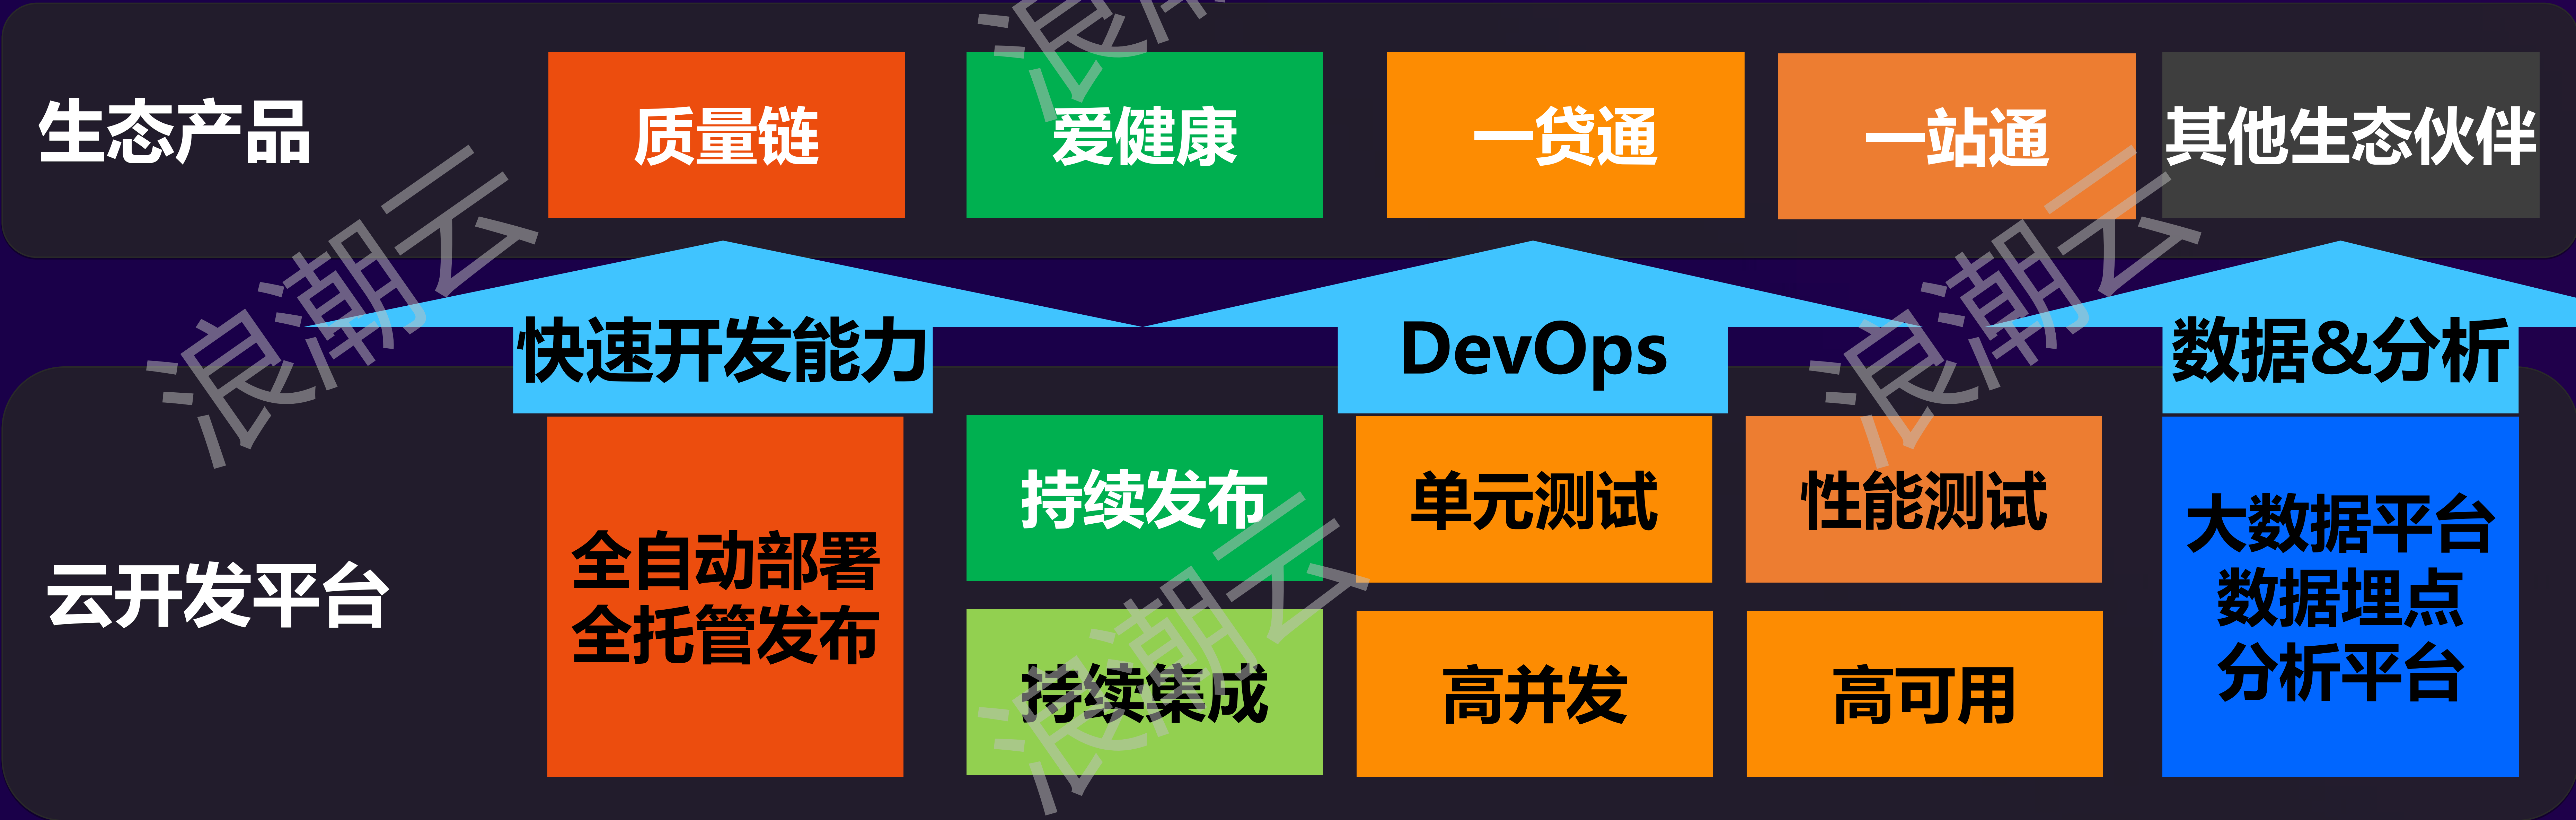 生态产品
质量链
爱健康
一贷通
一站通
其他生态伙伴
快速开发能力
DevOps
数据&分析
云开发平台
全自动部署
全托管发布
持续发布
单元测试
性能测试
持续集成
高并发
高可用
大数据平台
数据埋点
分析平台
浪潮云
浪潮云
浪潮云
浪潮